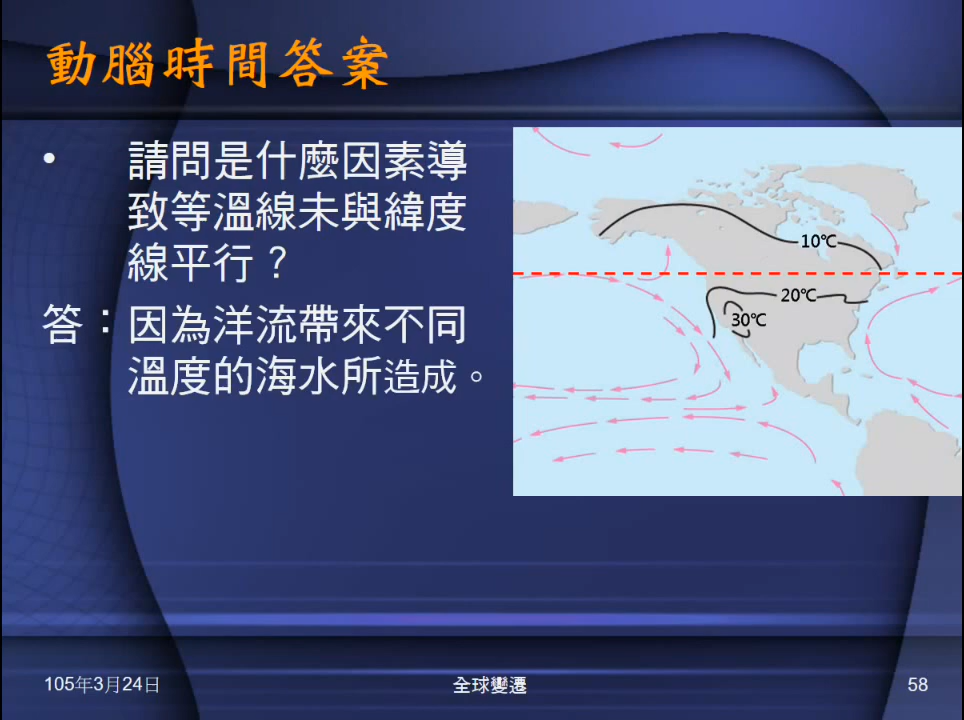 動腦時間答案
• 請問是什麼因素導
致等溫線未與緯度
線平行？
答：因為洋流帶來不同
溫度的海水所造成。
10℃
20℃
30℃
105年3月24日
全球變遷
58